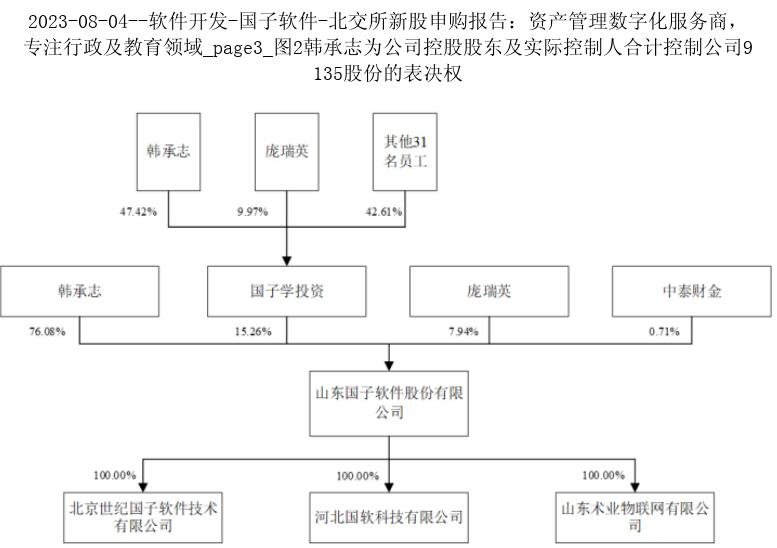 2023-08-04--软件开发-国子软件-北交所新股申购报告：资产管理数字化服务商，
专注行政及教育领域_page3_图2韩承志为公司控股股东及实际控制人合计控制公司9
135股份的表决权
韩承志
庞瑞英
其他31
名员工
47.42%
9.97%
42.61%
韩承志
国子学投资
庞瑞英
中泰财金
76.08%
15.26%
7.94%
0.71%
山东国子软件股份有限
公司
100.00%
100.00%
100.00%
北京世纪国子软件技术
有限公司
河北国软科技有限公司
山东术业物联网有限公
司